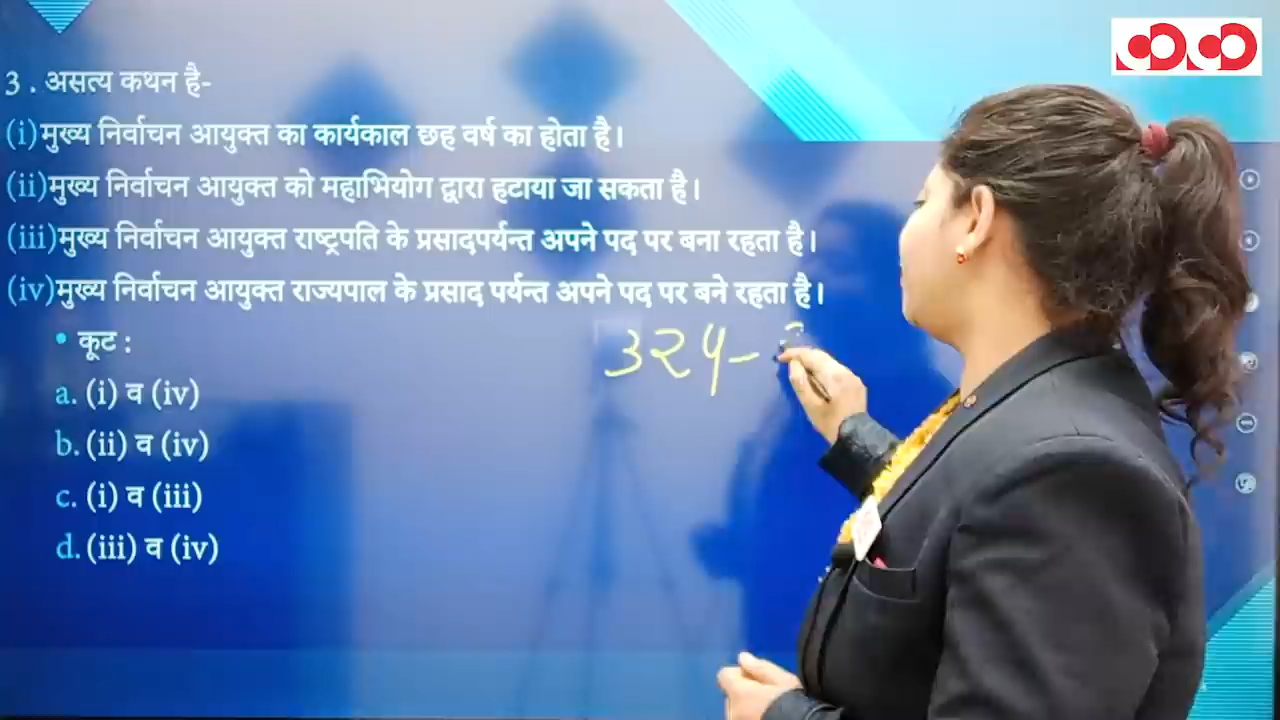 3 . असत्य कथन है-
(i)मुख्य निर्वाचन आयुक्त का कार्यकाल छह वर्ष का होता है।
(ii)मुख्य निर्वाचन आयुक्त को महाभियोग द्वारा हटाया जा सकता है।
(iii)मुख्य निर्वाचन आयुक्त राष्ट्रपति के प्रसादपर्यन्त अपने पद पर बना रहता है।
(iv)मुख्य निर्वाचन आयुक्त राज्यपाल के प्रसाद पर्यन्त अपने पद पर बने रहता है।
• कूट :
a. (i) व (iv)
b. (ii) व (iv)
c. (i) व (iii)
d. (iii) व (iv)